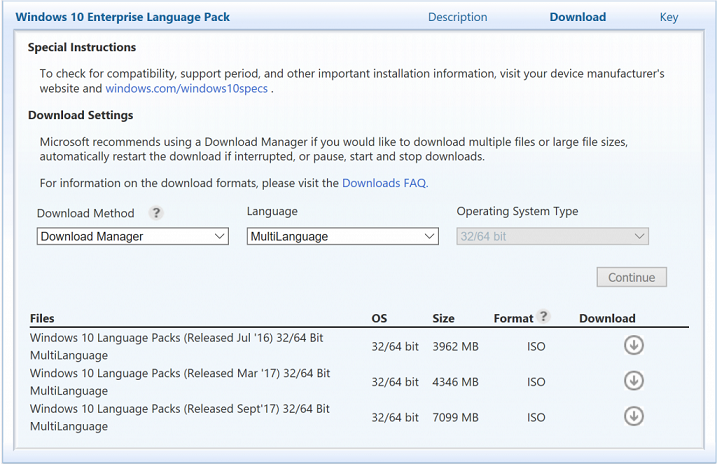 Windows 10 Enterprise Language Pack Description Download Key
Special Instructions
To check for compatibility, support period, and other important installation information, visit your device manufacturer's
website and windows.com/windows10specs .
Download Settings
Microsoft recommends using a Download Manager if you would like to download multiple files or large file sizes,
automatically restart the download if interrupted, or pause, start and stop downloads.
For information on the download formats, please visit the Downloads FAQ.
Download Method ? Language Operating System Type
Download Manager MultiLanguage 32/64 bit
Continue
Files OS Size Format ? Download
Windows 10 Language Packs (Released Jul '16) 32/64 Bit
MultiLanguage 32/64 bit 3962 MB ISO
Windows 10 Language Packs (Released Mar '17) 32/64 Bit
MultiLanguage 32/64 bit 4346 MB ISO
Windows 10 Language Packs (Released Sept'17) 32/64 Bit
MultiLanguage 32/64 bit 7099 MB ISO